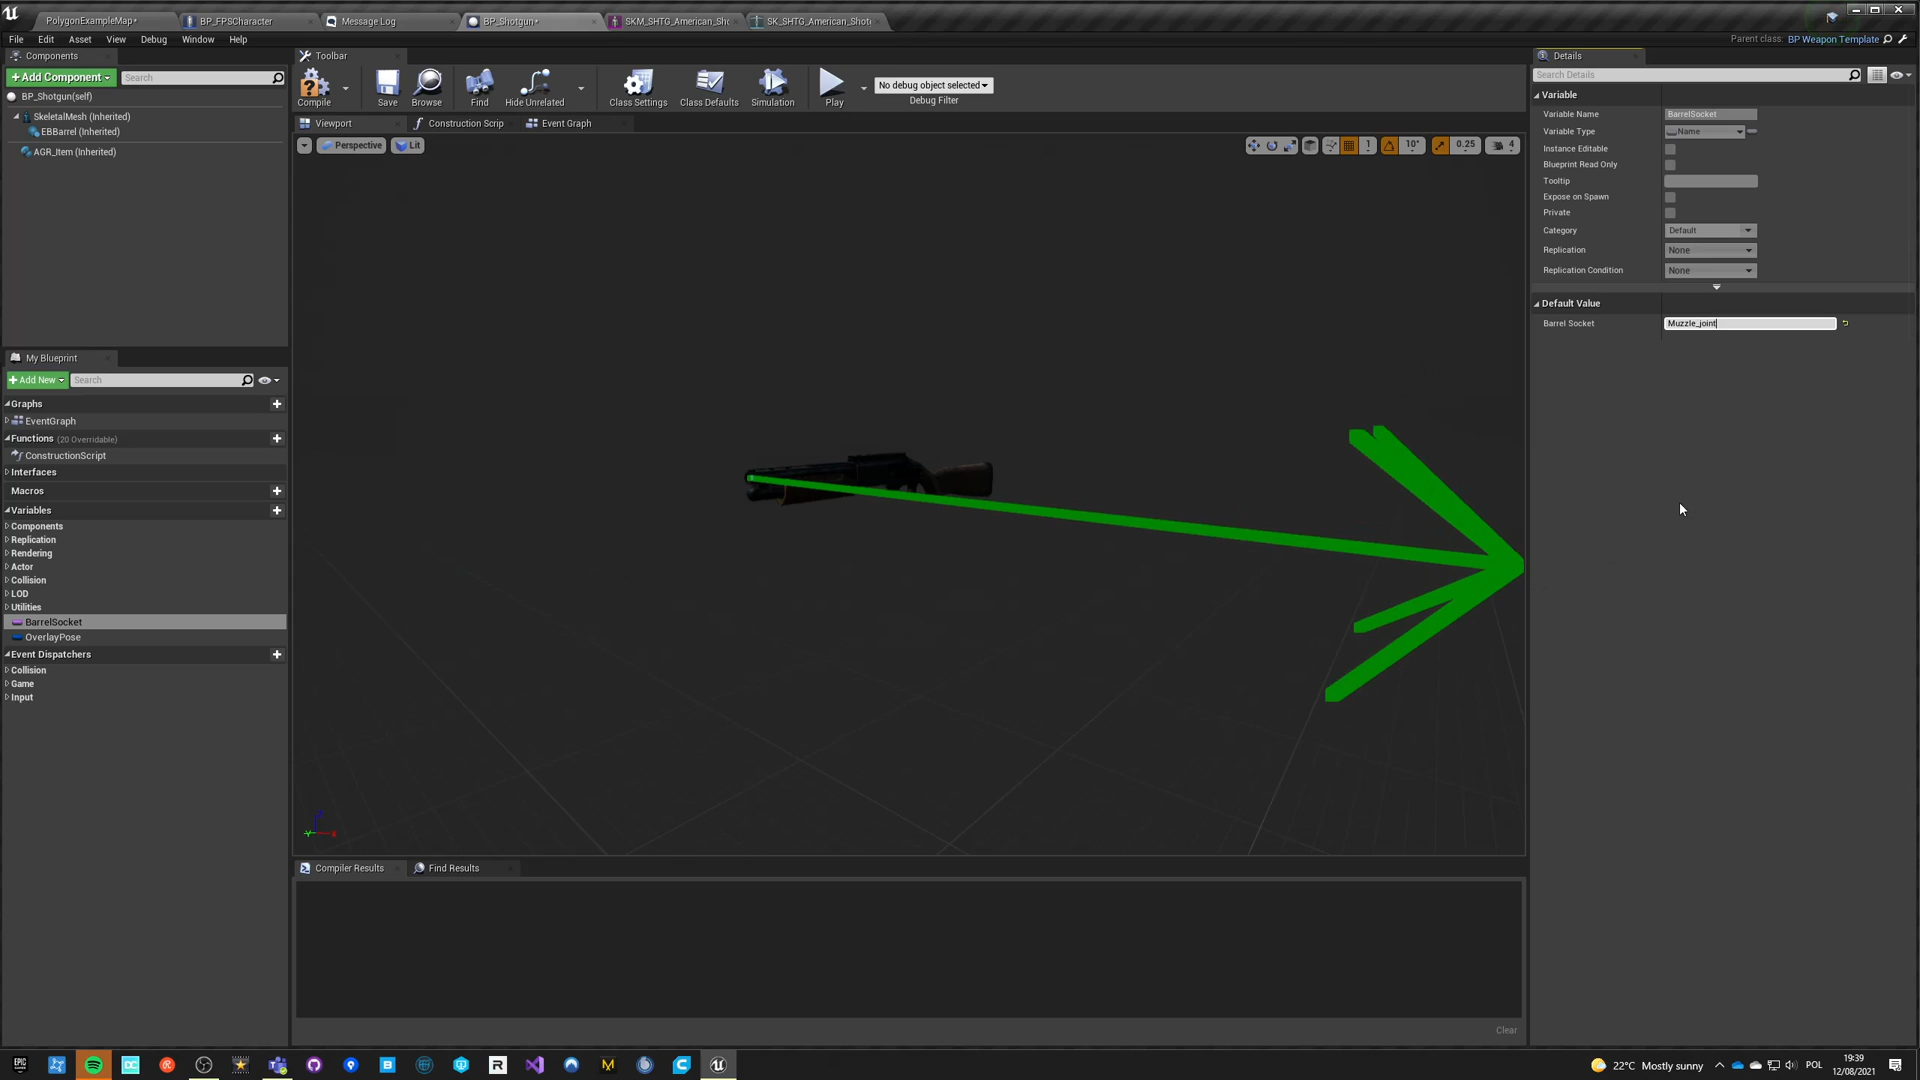 PolygonExampleMap*
BP_FPSCharacter
Message Log
BP_Shotgun*
SKM_SHTG_American_Sho
SK_SHTG_American_Shot
File Edit Asset View Debug Window Help
Parent class: BP Weapon Template
Components
+Add Component
Search
BP_Shotgun(self)
SkeletalMesh (Inherited)
EBBarrel (Inherited)
AGR_Item (Inherited)
My Blueprint
+Add New
Search
Graphs
EventGraph
Functions (20 Overridable)
ConstructionScript
Interfaces
Macros
Variables
Components
Replication
Rendering
Actor
Collision
LOD
Utilities
BarrelSocket
OverlayPose
Event Dispatchers
Collision
Game
Input
Toolbar
Compile
Save
Browse
Find
Hide Unrelated
Class Settings
Class Defaults
Simulation
Play
No debug object selected
Debug Filter
Viewport
Construction Scrip
Event Graph
Perspective
Lit
1
10°
0.25
4
Compiler Results
Find Results
Clear
Details
Search Details
Variable
Variable Name BarrelSocket
Variable Type Name
Instance Editable
Blueprint Read Only
Tooltip
Expose on Spawn
Private
Category Default
Replication None
Replication Condition None
Default Value
Barrel Socket Muzzle_joint
22°C Mostly sunny
POL
19:39
12/08/2021